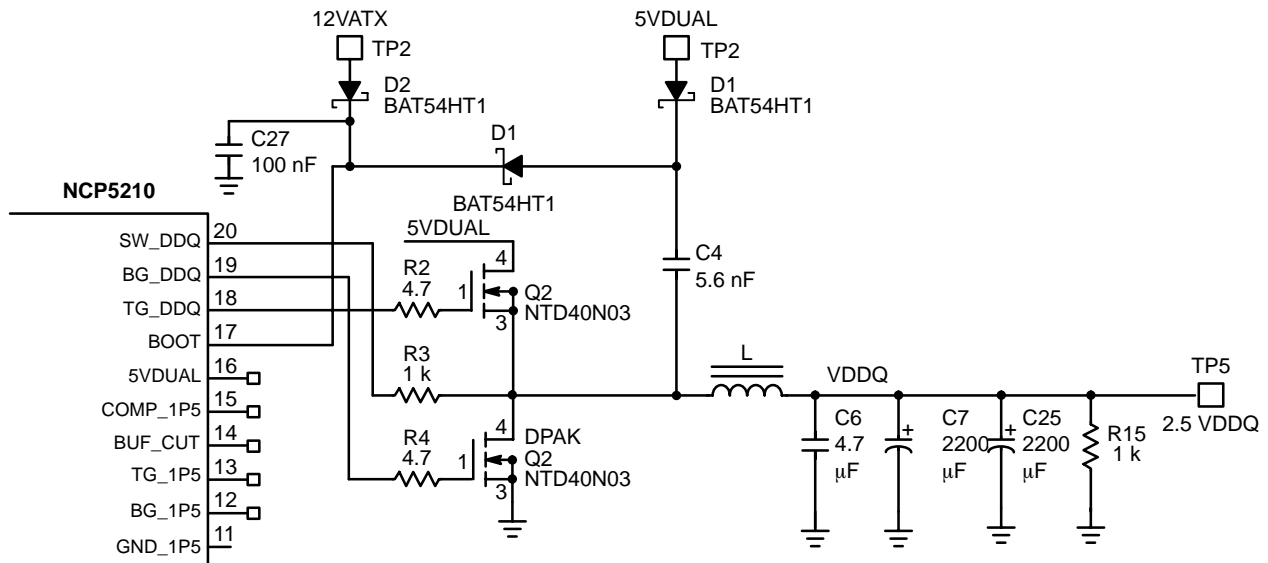 12VATX
5VDUAL
TP2
TP2
D2
BAT54HT1
D1
BAT54HT1
C27
100 nF
D1
BAT54HT1
NCP5210
5VDUAL
SW_DDQ 20
BG_DDQ 19
TG_DDQ 18
BOOT 17
5VDUAL 16
COMP_1P5 15
BUF_CUT 14
TG_1P5 13
BG_1P5 12
GND_1P5 11
R2
4.7
1
4
3
Q2
NTD40N03
C4
5.6 nF
R3
1 k
L
VDDQ
TP5
2.5 VDDQ
R4
4.7
1
4
3
DPAK
Q2
NTD40N03
C6
4.7
μF
+
C7
2200
μF
+
C25
2200
μF
R15
1 k